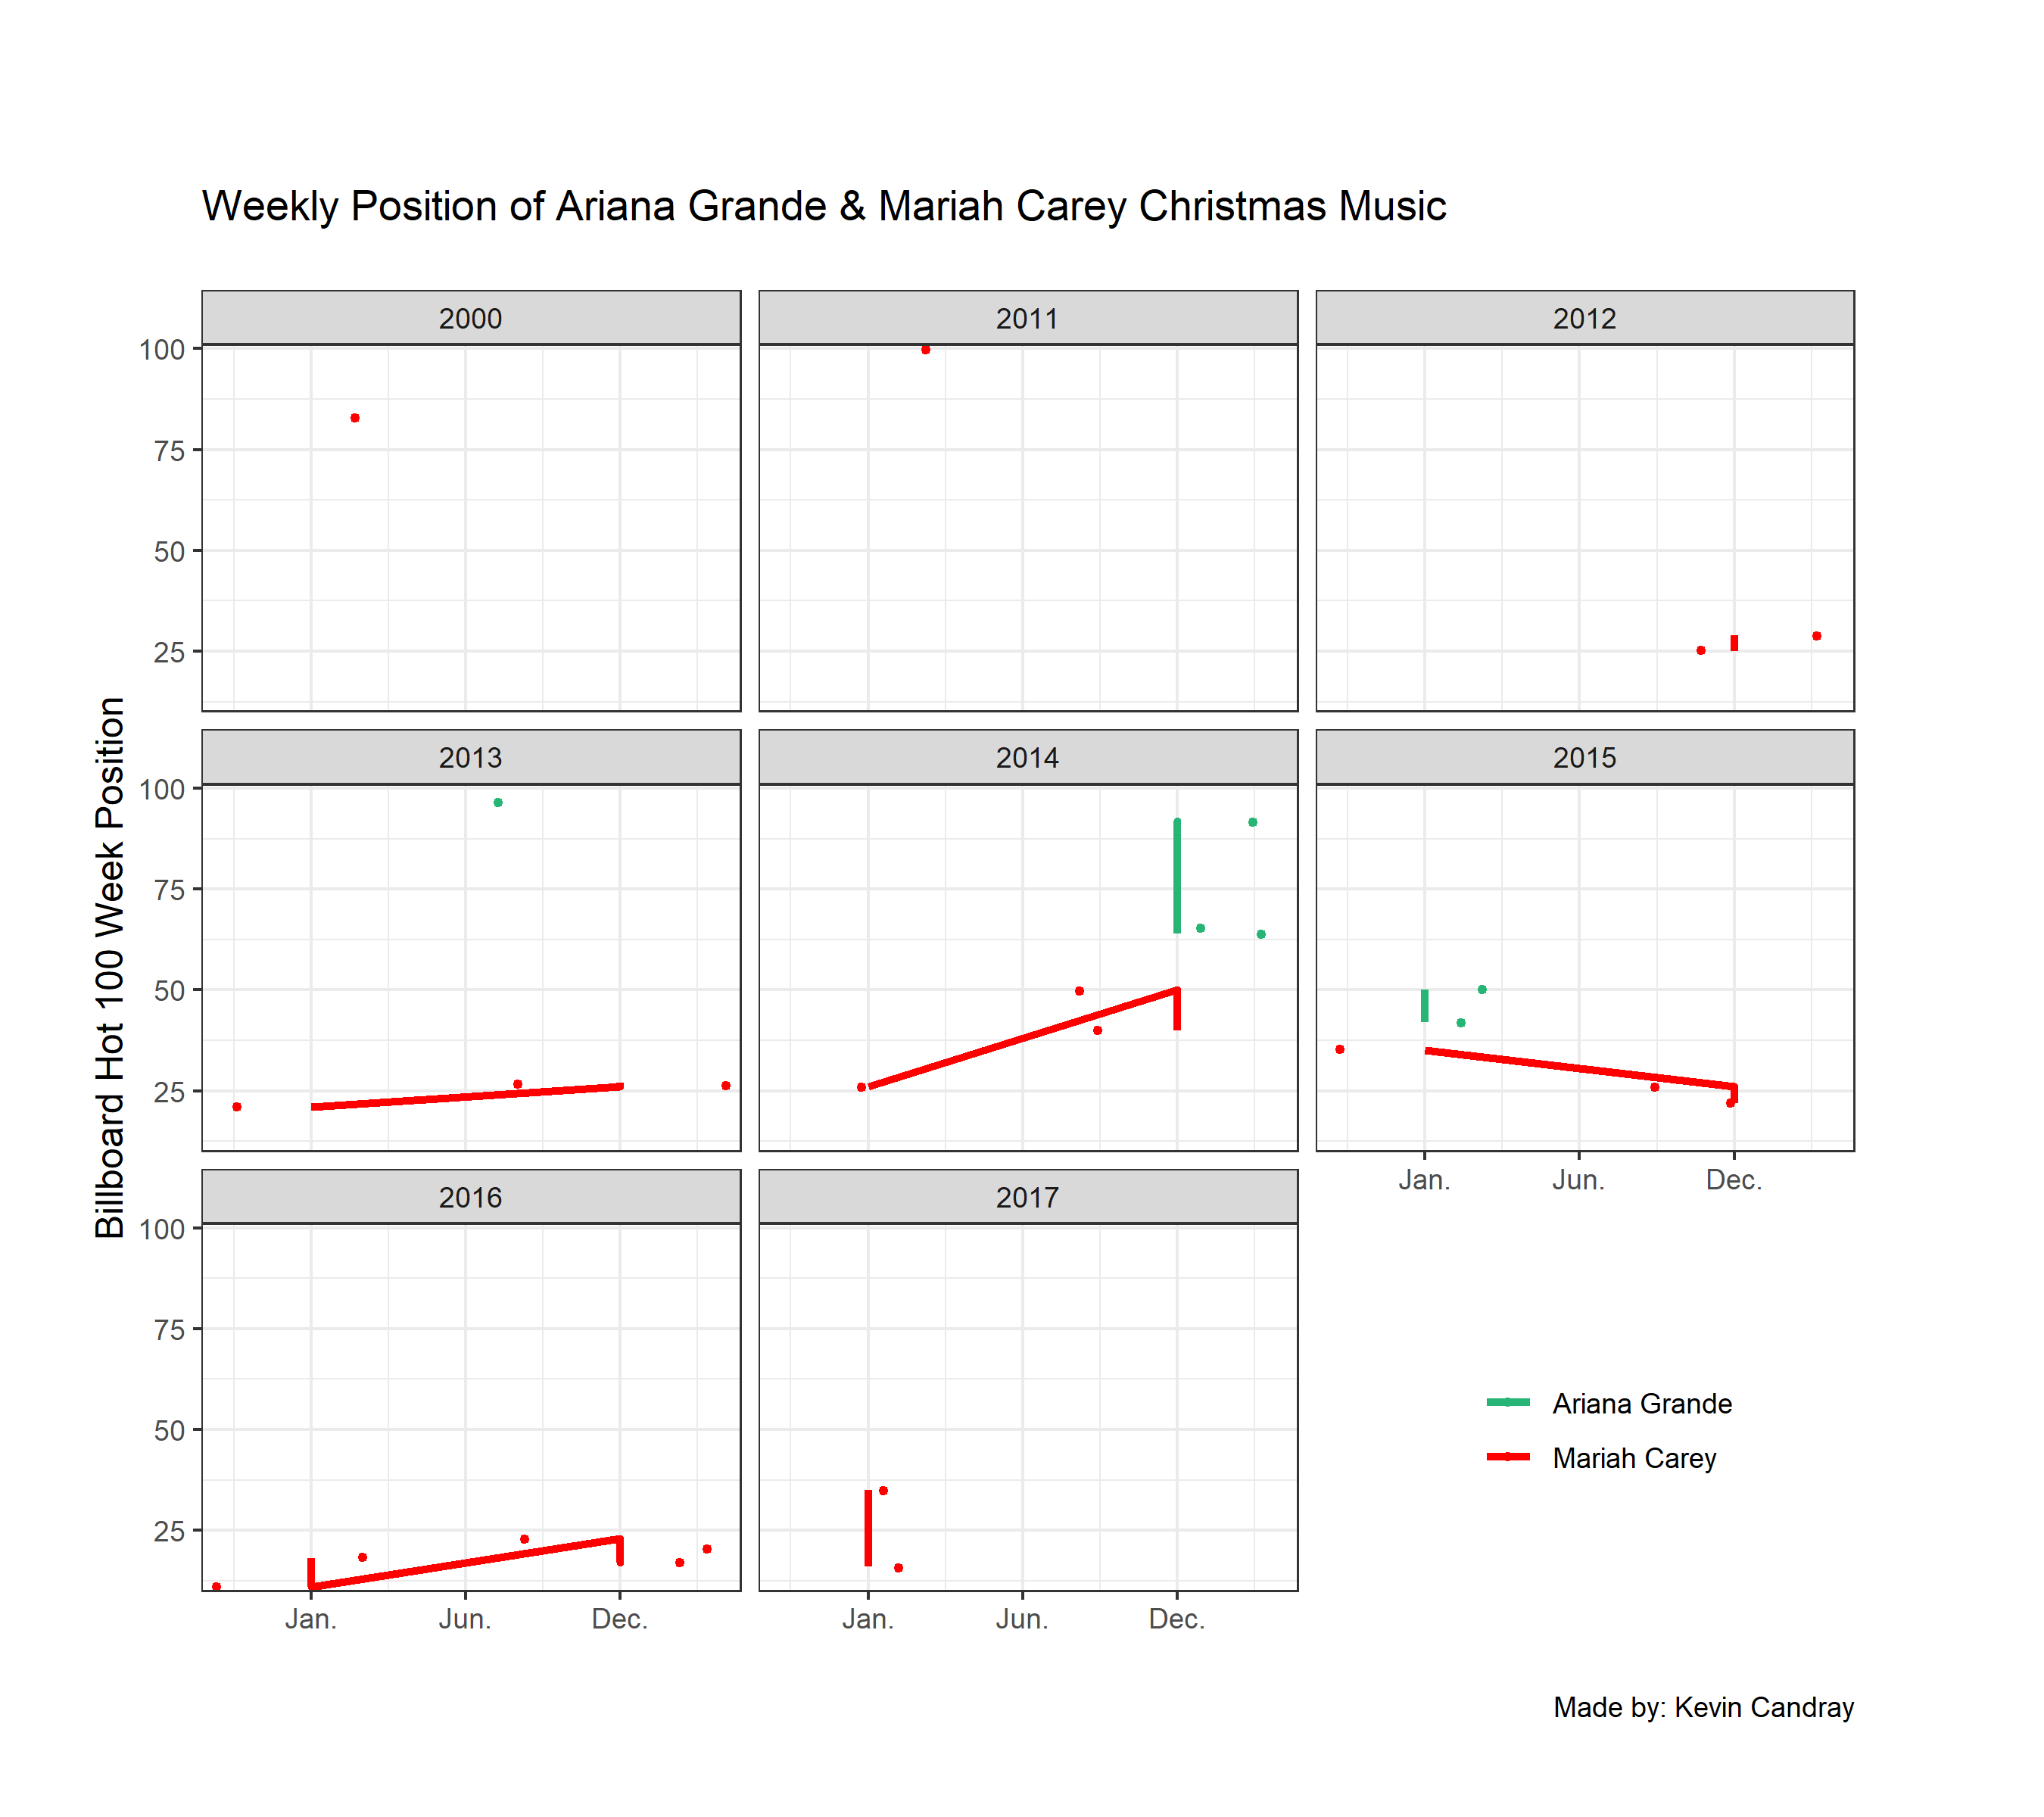 Weekly Position of Ariana Grande & Mariah Carey Christmas Music
2000
2011
2012
100
75
50
25
2013
2014
2015
100
75
50
25
Jan.
Jun.
Dec.
Billboard Hot 100 Week Position
2016
2017
100
75
50
25
Jan.
Jun.
Dec.
Jan.
Jun.
Dec.
Ariana Grande
Mariah Carey
Made by: Kevin Candray